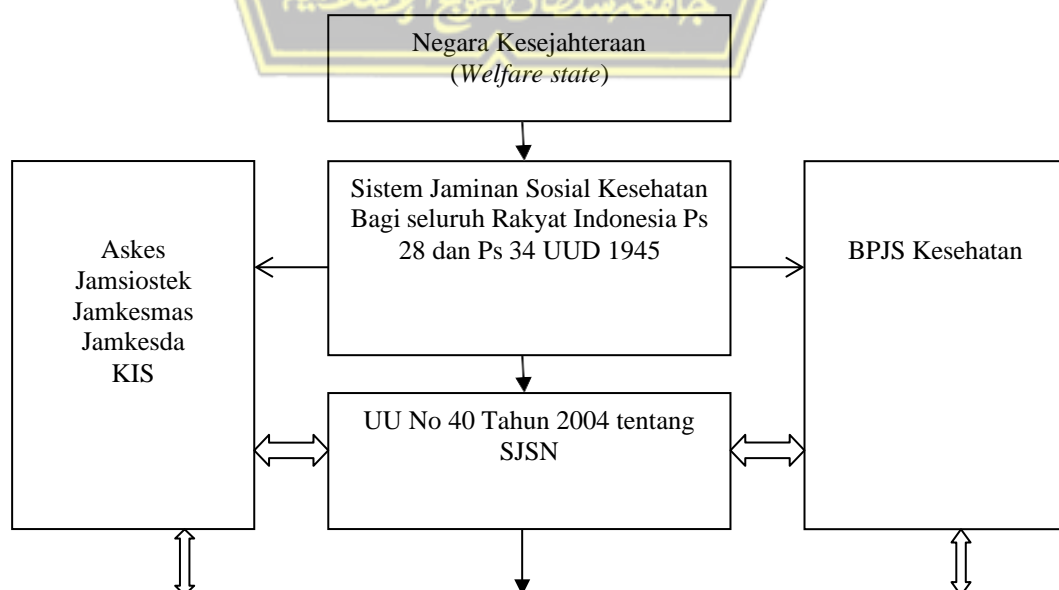 Negara Kesejahteraan
(Welfare state)
Sistem Jaminan Sosial Kesehatan
Bagi seluruh Rakyat Indonesia Ps
28 dan Ps 34 UUD 1945
Askes
Jamsiostek
Jamkesmas
Jamkesda
KIS
BPJS Kesehatan
UU No 40 Tahun 2004 tentang
SJSN